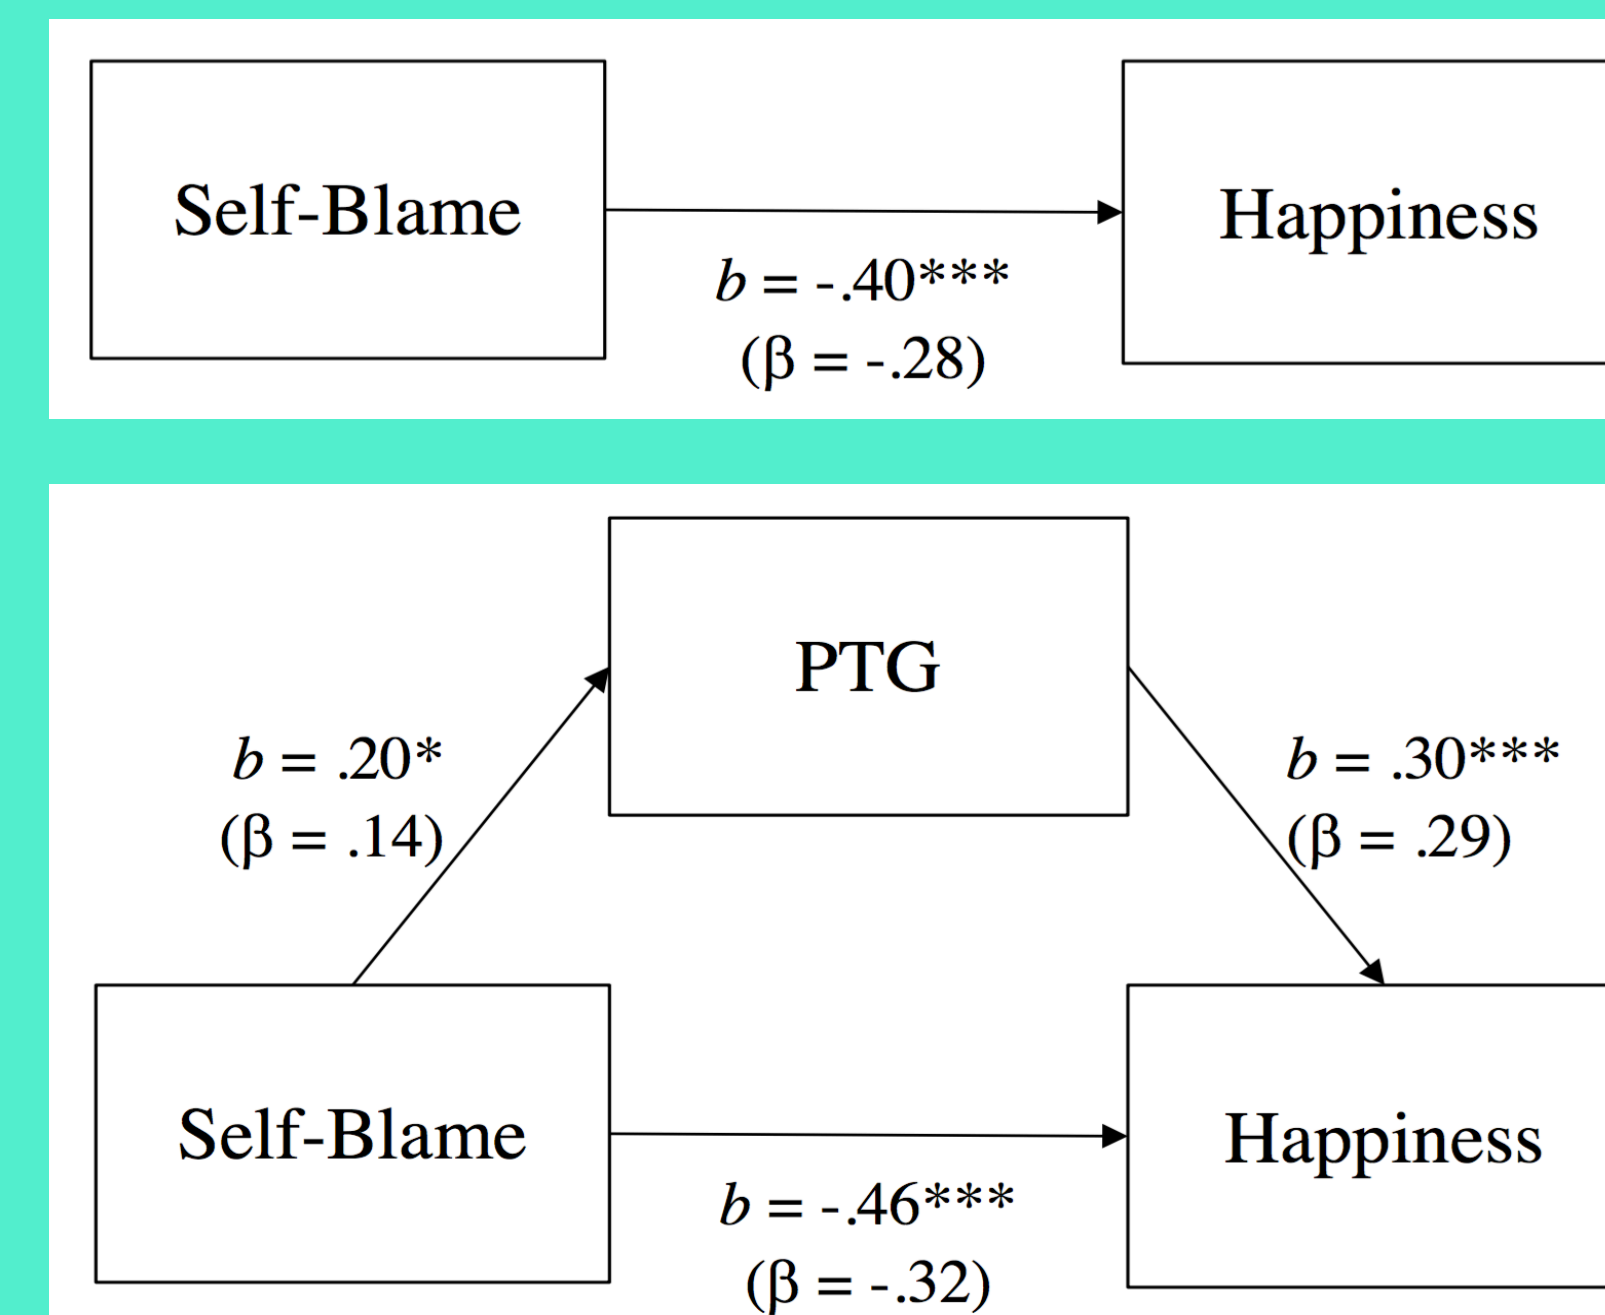 Self-Blame
Happiness
b = -.40***
(β = -.28)
PTG
b = .20*
(β = .14)
b = .30***
(β = .29)
Self-Blame
Happiness
b = -.46***
(β = -.32)